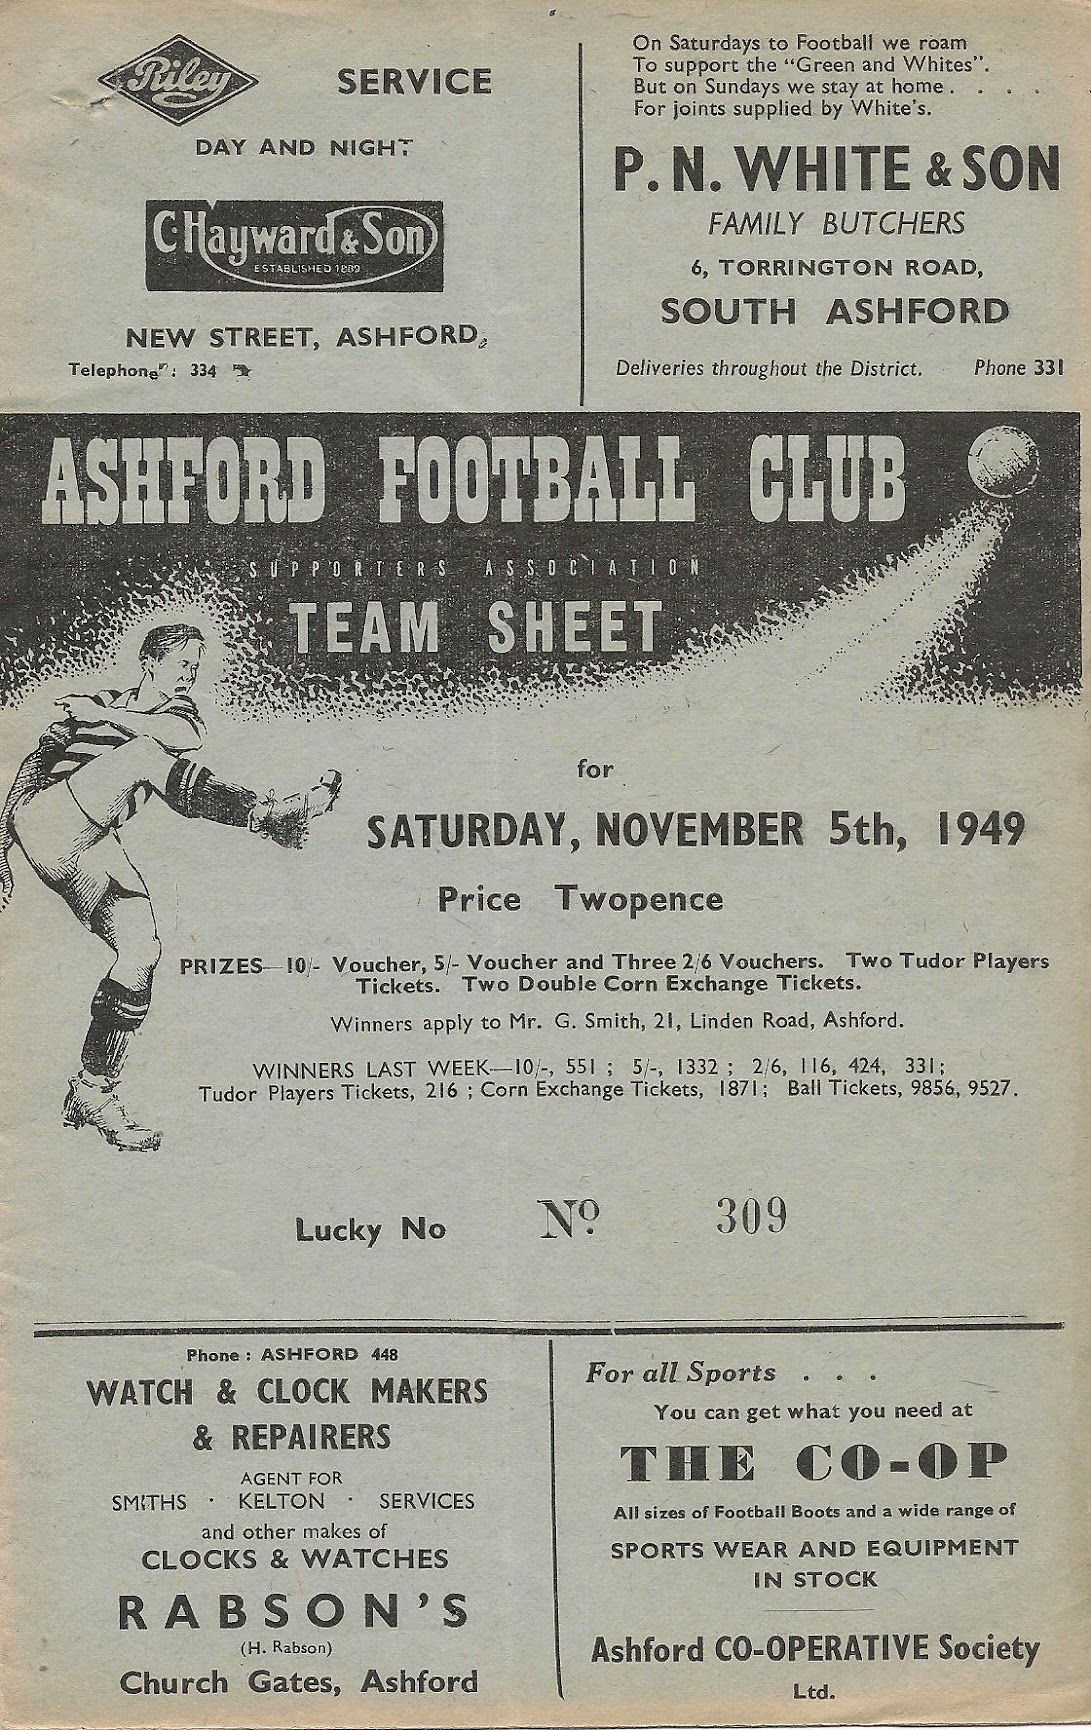 Riley
SERVICE
DAY AND NIGHT
C. Hayward & Son
ESTABLISHED 1889
NEW STREET, ASHFORD.
Telephone : 334
On Saturdays to Football we roam
To support the "Green and Whites".
But on Sundays we stay at home . . . .
For joints supplied by White's.
P. N. WHITE & SON
FAMILY BUTCHERS
6, TORRINGTON ROAD,
SOUTH ASHFORD
Deliveries throughout the District. Phone 331
ASHFORD FOOTBALL CLUB
SUPPORTERS ASSOCIATION
TEAM SHEET
for
SATURDAY, NOVEMBER 5th, 1949
Price Twopence
PRIZES—10/- Voucher, 5/- Voucher and Three 2/6 Vouchers. Two Tudor Players
Tickets. Two Double Corn Exchange Tickets.
Winners apply to Mr. G. Smith, 21, Linden Road, Ashford.
WINNERS LAST WEEK—10/-, 551 ; 5/-, 1332 ; 2/6, 116, 424, 331;
Tudor Players Tickets, 216 ; Corn Exchange Tickets, 1871; Ball Tickets, 9856, 9527.
Lucky No Nº 309
Phone : ASHFORD 448
WATCH & CLOCK MAKERS
& REPAIRERS
AGENT FOR
SMITHS · KELTON · SERVICES
and other makes of
CLOCKS & WATCHES
RABSON'S
(H. Rabson)
Church Gates, Ashford
For all Sports . . .
You can get what you need at
THE CO-OP
All sizes of Football Boots and a wide range of
SPORTS WEAR AND EQUIPMENT
IN STOCK
Ashford CO-OPERATIVE Society
Ltd.